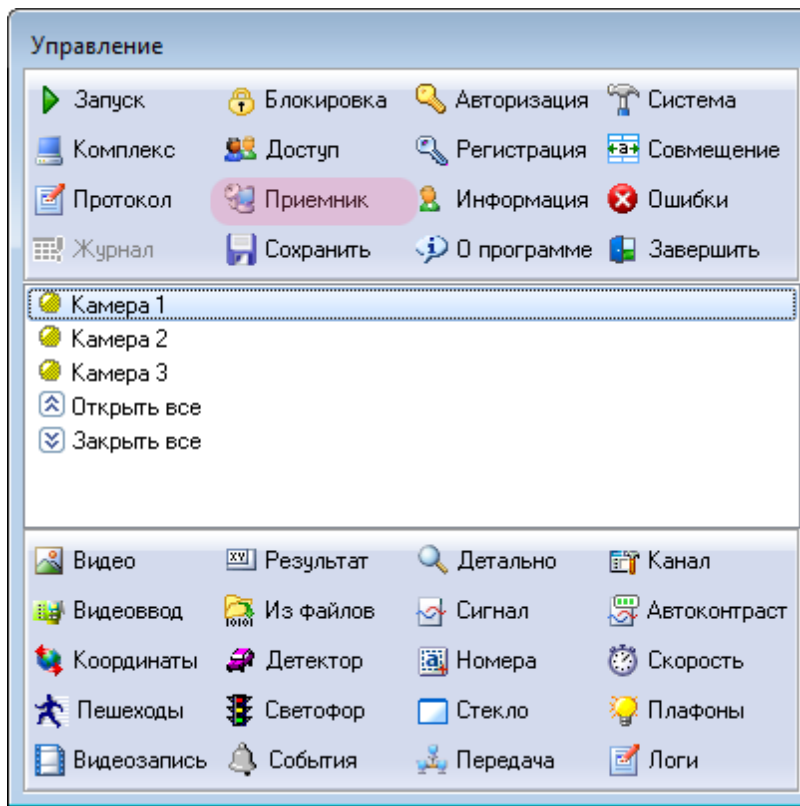 Управление
Запуск Блокировка Авторизация Система
Комплекс Доступ Регистрация Совмещение
Протокол Приемник Информация Ошибки
Журнал Сохранить О программе Завершить
Камера 1
Камера 2
Камера 3
Открыть все
Закрыть все
Видео Результат Детально Канал
Видеоввод Из файлов Сигнал Автоконтраст
Координаты Детектор Номера Скорость
Пешеходы Светофор Стекло Плафоны
Видеозапись События Передача Логи